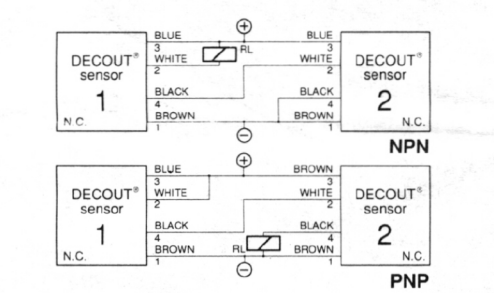 BLUE ⊕ BLUE
3 RL 3
DECOUT® WHITE WHITE DECOUT®
sensor 2 2 sensor
1 BLACK BLACK 2
4 4
BROWN BROWN
N.C. 1 ⊖ 1 N.C.
NPN
BLUE ⊕ BROWN
3 3
DECOUT® WHITE WHITE DECOUT®
sensor 2 2 sensor
1 BLACK BLACK 2
4 4
BROWN RL BROWN
N.C. 1 ⊖ 1 N.C.
PNP